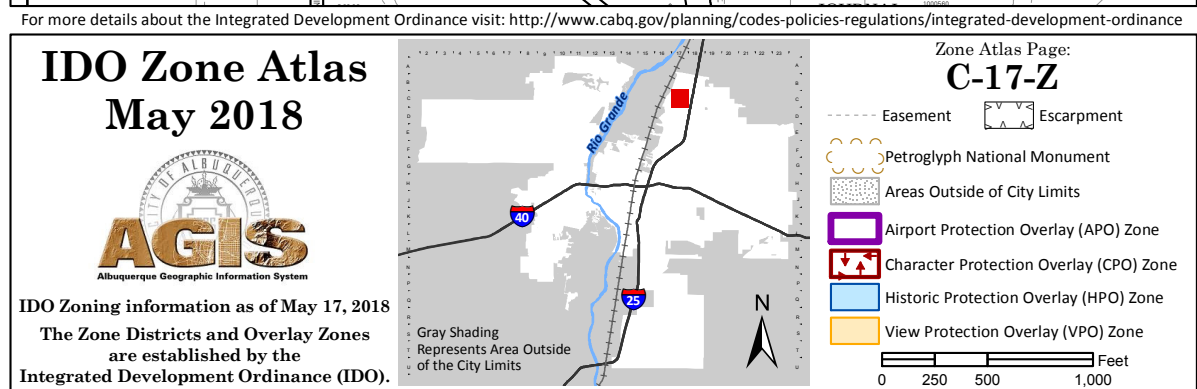 For more details about the Integrated Development Ordinance visit: http://www.cabq.gov/planning/codes-policies-regulations/integrated-development-ordinance
IDO Zone Atlas
May 2018
CITY OF ALBUQUERQUE
AGIS
Albuquerque Geographic Information System
IDO Zoning information as of May 17, 2018
The Zone Districts and Overlay Zones
are established by the
Integrated Development Ordinance (IDO).
Rio Grande
40
25
N
Gray Shading
Represents Area Outside
of the City Limits
Zone Atlas Page:
C-17-Z
Easement
Escarpment
Petroglyph National Monument
Areas Outside of City Limits
Airport Protection Overlay (APO) Zone
Character Protection Overlay (CPO) Zone
Historic Protection Overlay (HPO) Zone
View Protection Overlay (VPO) Zone
Feet
0 250 500 1,000